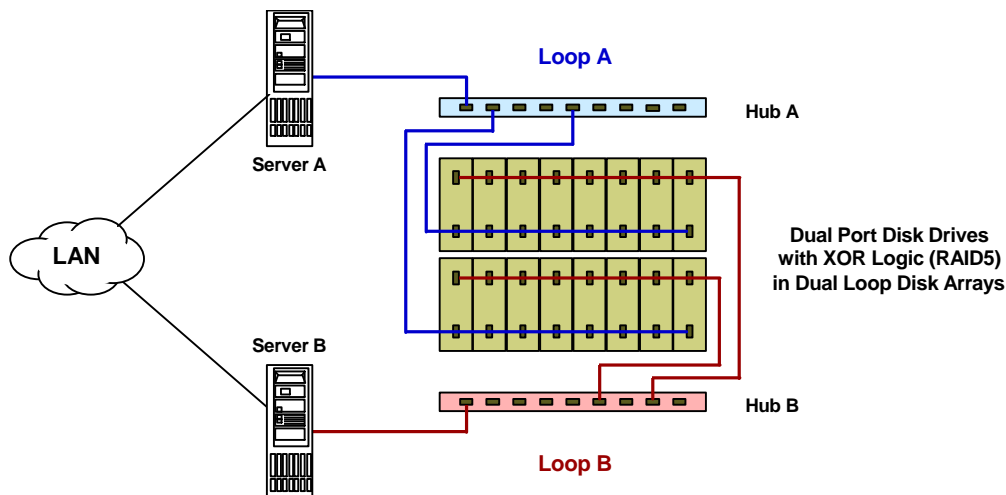 Loop A
Hub A
Server A
LAN
Dual Port Disk Drives
with XOR Logic (RAID5)
in Dual Loop Disk Arrays
Server B
Hub B
Loop B